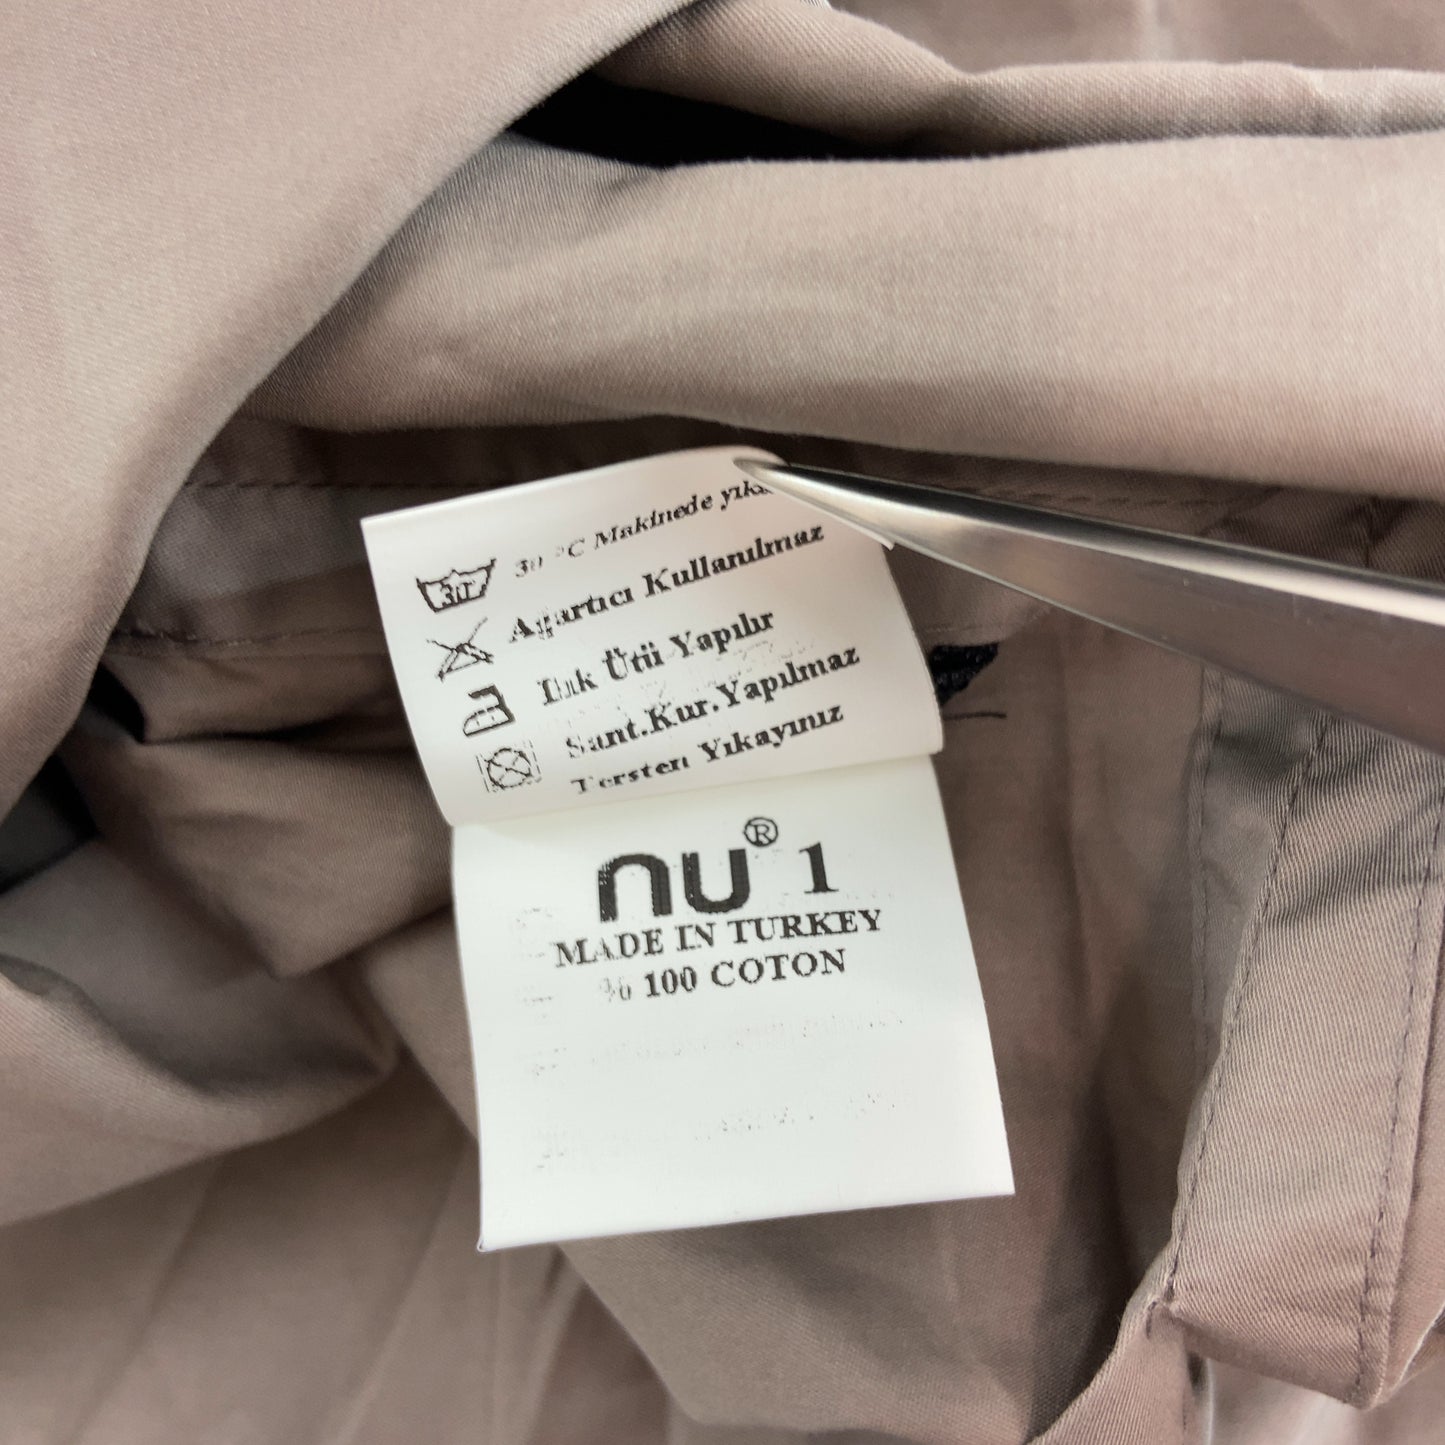 30 30 °C Makinede
Ağartıcı Kullanılmaz
Ilık Ütü Yapılır
Sant.Kur.Yapılmaz
Tersten Yıkayınız
nu® 1
MADE IN TURKEY
% 100 COTON